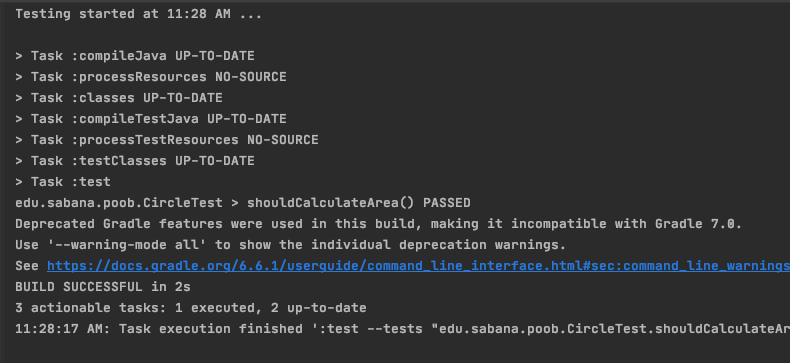 Testing started at 11:28 AM ...
> Task :compileJava UP-TO-DATE
> Task :processResources NO-SOURCE
> Task :classes UP-TO-DATE
> Task :compileTestJava UP-TO-DATE
> Task :processTestResources NO-SOURCE
> Task :testClasses UP-TO-DATE
> Task :test
edu.sabana.poob.CircleTest > shouldCalculateArea() PASSED
Deprecated Gradle features were used in this build, making it incompatible with Gradle 7.0.
Use '--warning-mode all' to show the individual deprecation warnings.
See https://docs.gradle.org/6.6.1/userguide/command_line_interface.html#sec:command_line_warnings
BUILD SUCCESSFUL in 2s
3 actionable tasks: 1 executed, 2 up-to-date
11:28:17 AM: Task execution finished ':test --tests "edu.sabana.poob.CircleTest.shouldCalculateAr